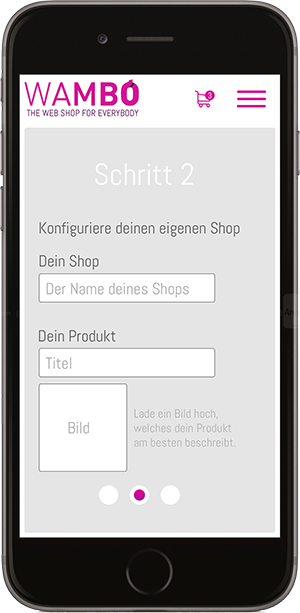 WAMBO
THE WEB SHOP FOR EVERYBODY
3
Schritt 2
Konfiguriere deinen eigenen Shop
Dein Shop
Der Name deines Shops
Dein Produkt
Titel
Bild
Lade ein Bild hoch,
welches dein Produkt
am besten beschreibt.